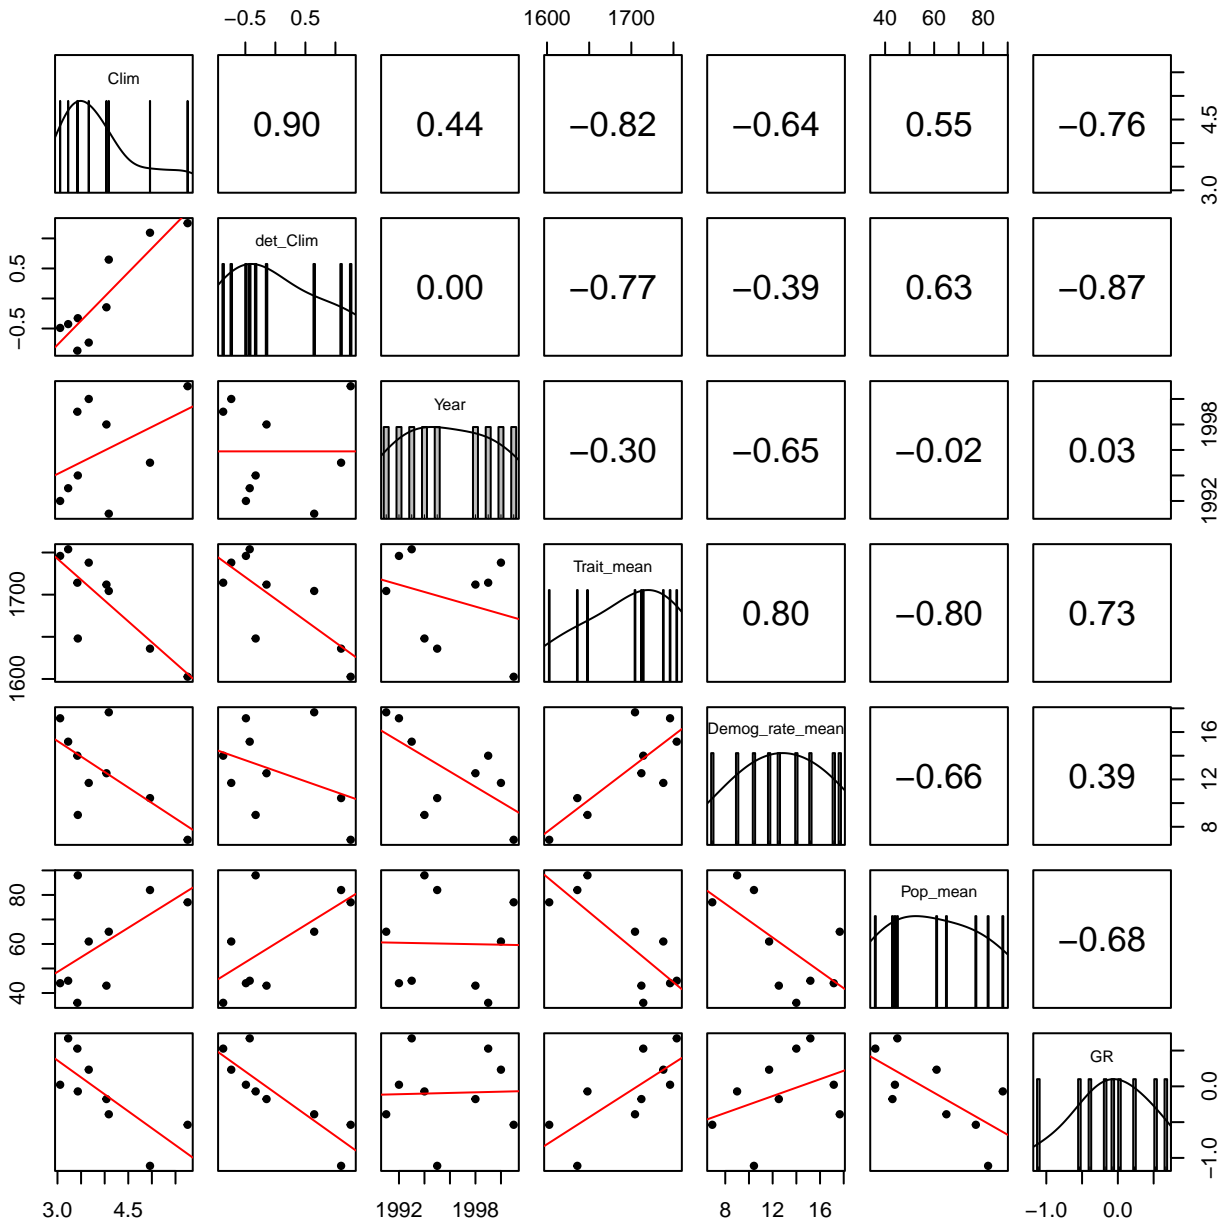 −0.5 0.5 1600 1700 40 60 80
Clim 0.90 0.44 −0.82 −0.64 0.55 −0.76 3.0 4.5
−0.5 0.5 det_Clim 0.00 −0.77 −0.39 0.63 −0.87
Year −0.30 −0.65 −0.02 0.03 1992 1998
1600 1700 Trait_mean 0.80 −0.80 0.73
Demog_rate_mean −0.66 0.39 8 12 16
40 60 80 Pop_mean −0.68
GR −1.0 0.0
3.0 4.5 1992 1998 8 12 16 −1.0 0.0